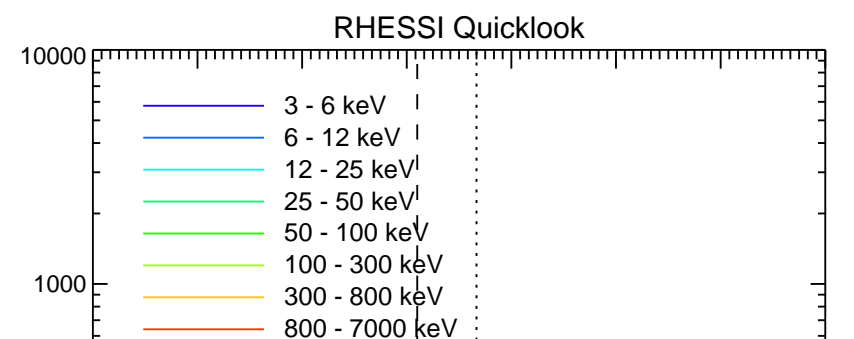 RHESSI Quicklook
10000
3 - 6 keV
6 - 12 keV
12 - 25 keV
25 - 50 keV
50 - 100 keV
100 - 300 keV
1000
300 - 800 keV
800 - 7000 keV